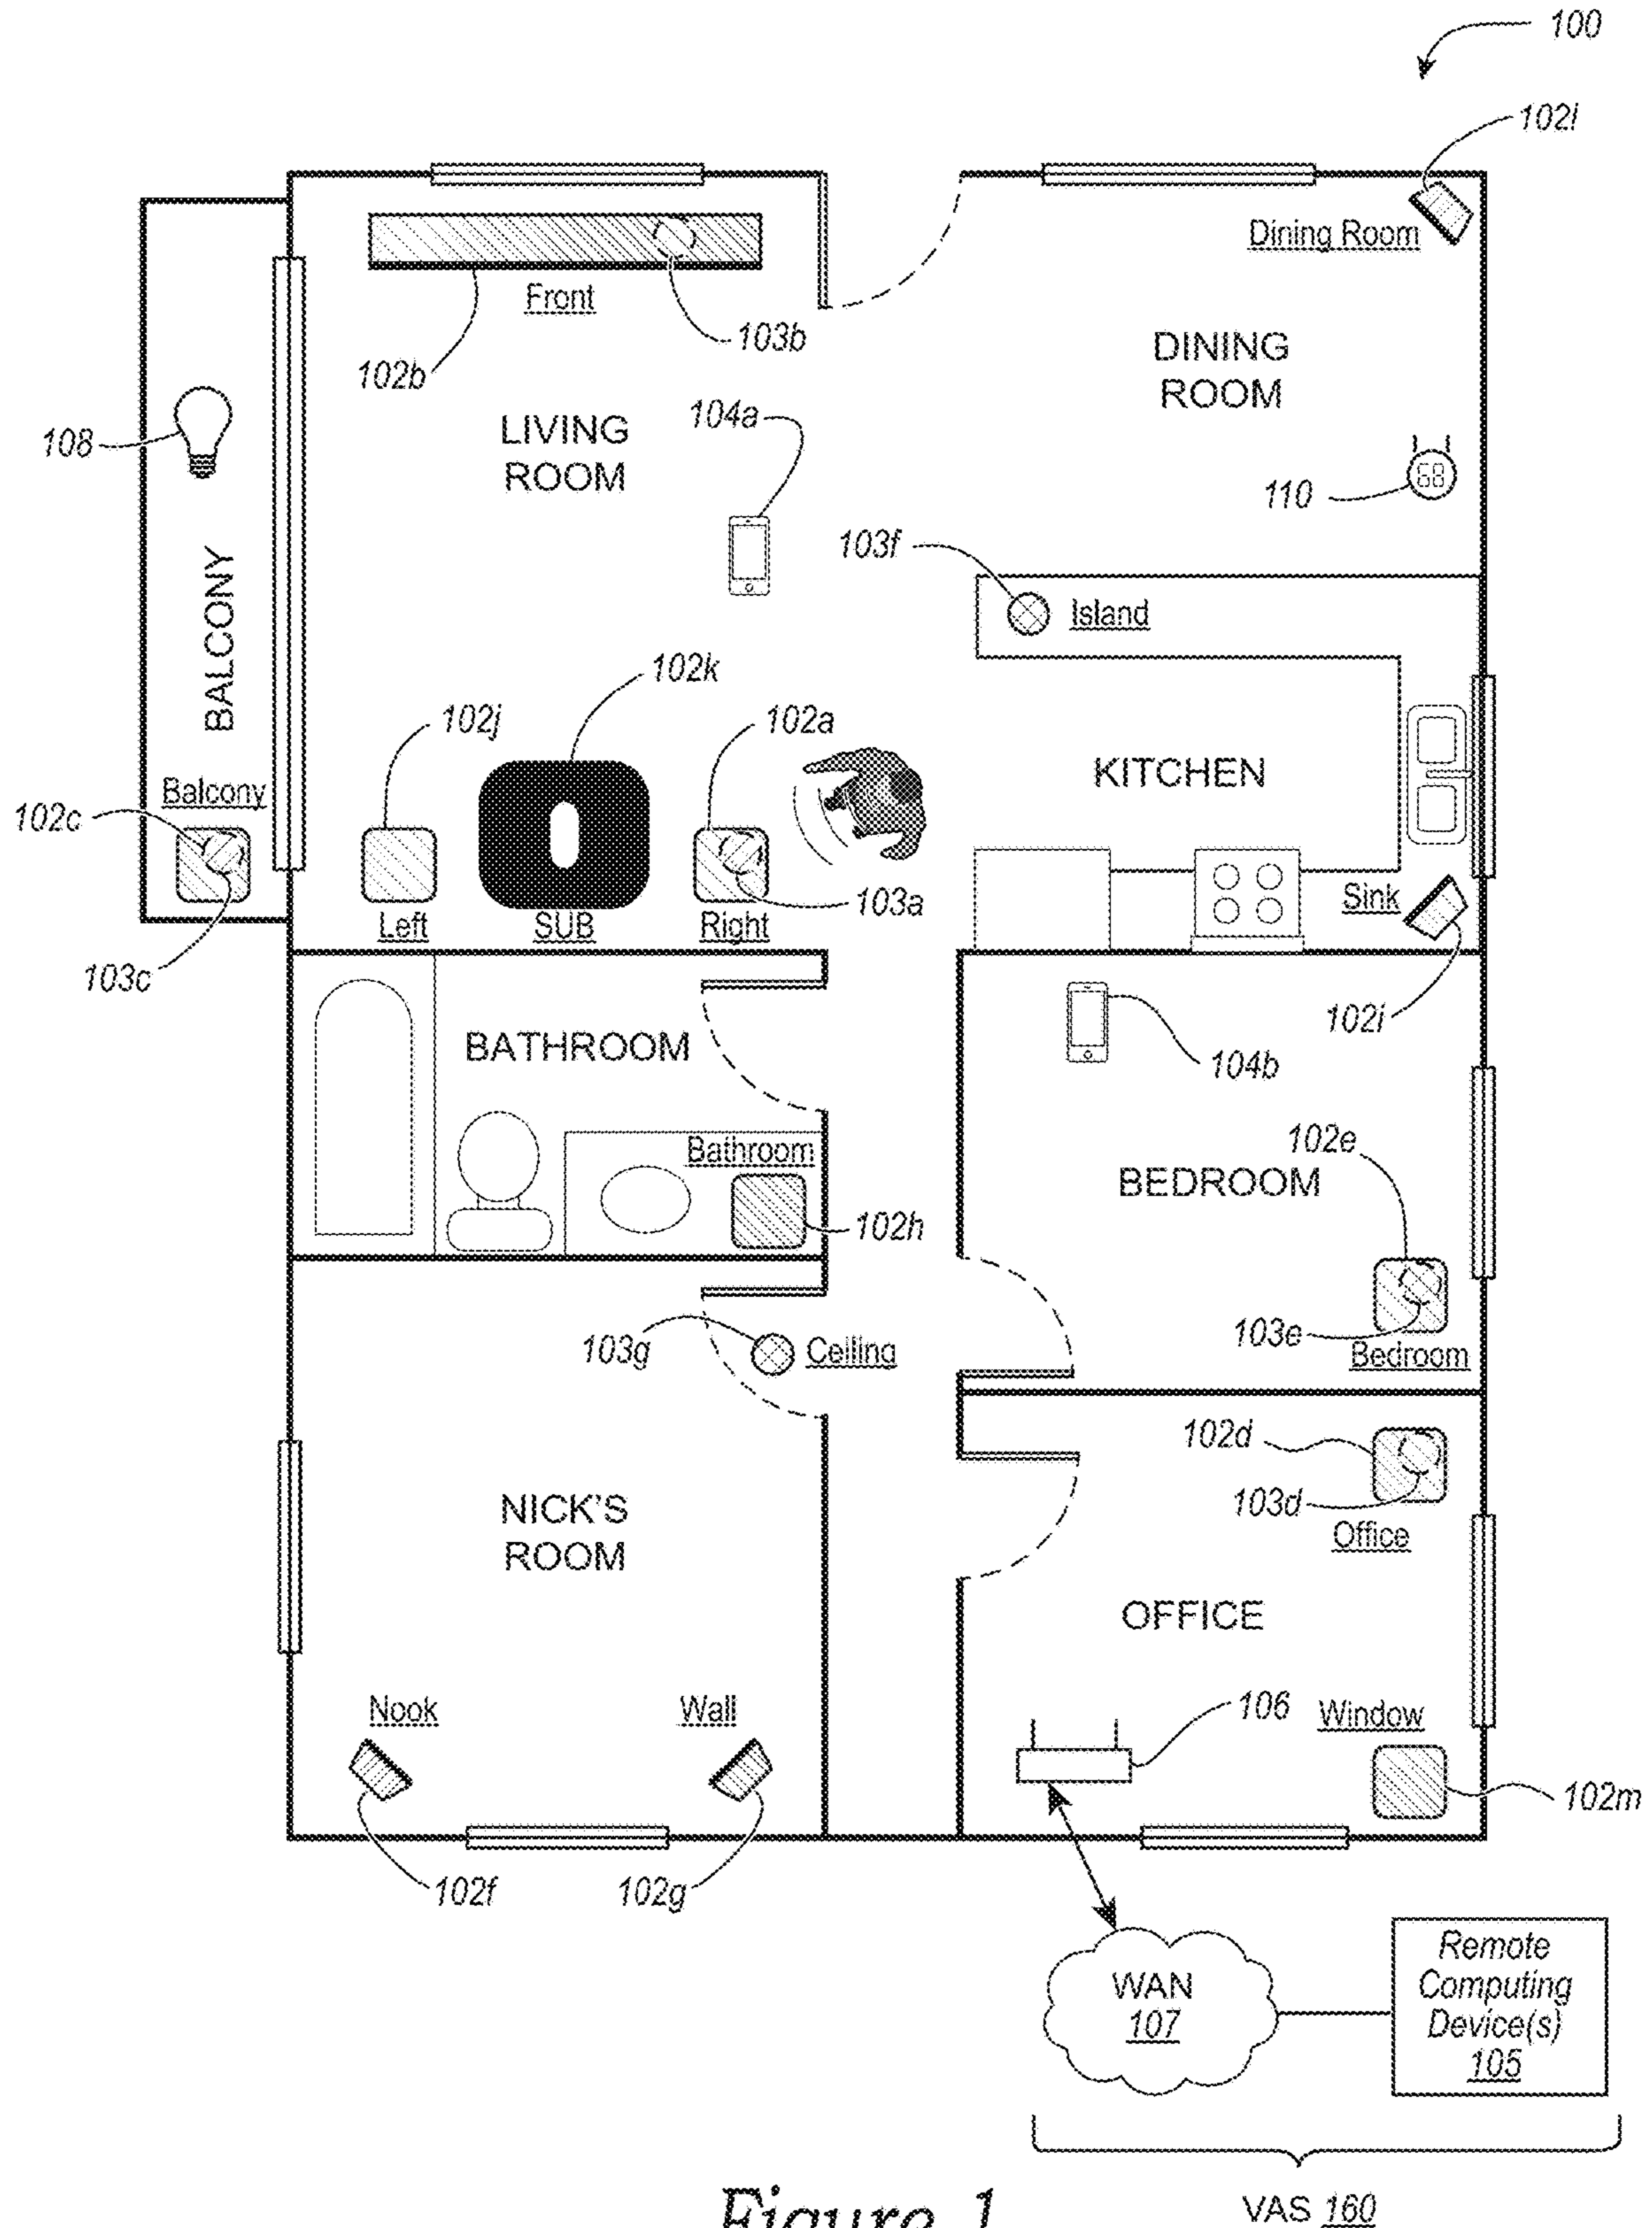 100
102l
Dining Room
Front
103b
102b
DINING
ROOM
104a
LIVING
ROOM
108
110
103f
Island
BALCONY
102k
102j
102a
KITCHEN
Balcony
102c
Sink
103a
Left
SUB
Right
103c
102i
BATHROOM
104b
102e
Bathroom
BEDROOM
102h
103e
103g
Ceiling
Bedroom
102d
103d
NICK'S
ROOM
Office
OFFICE
Nook
Wall
106
Window
102m
102f
102g
WAN
107
Remote
Computing
Device(s)
105
VAS 160
Figure 1